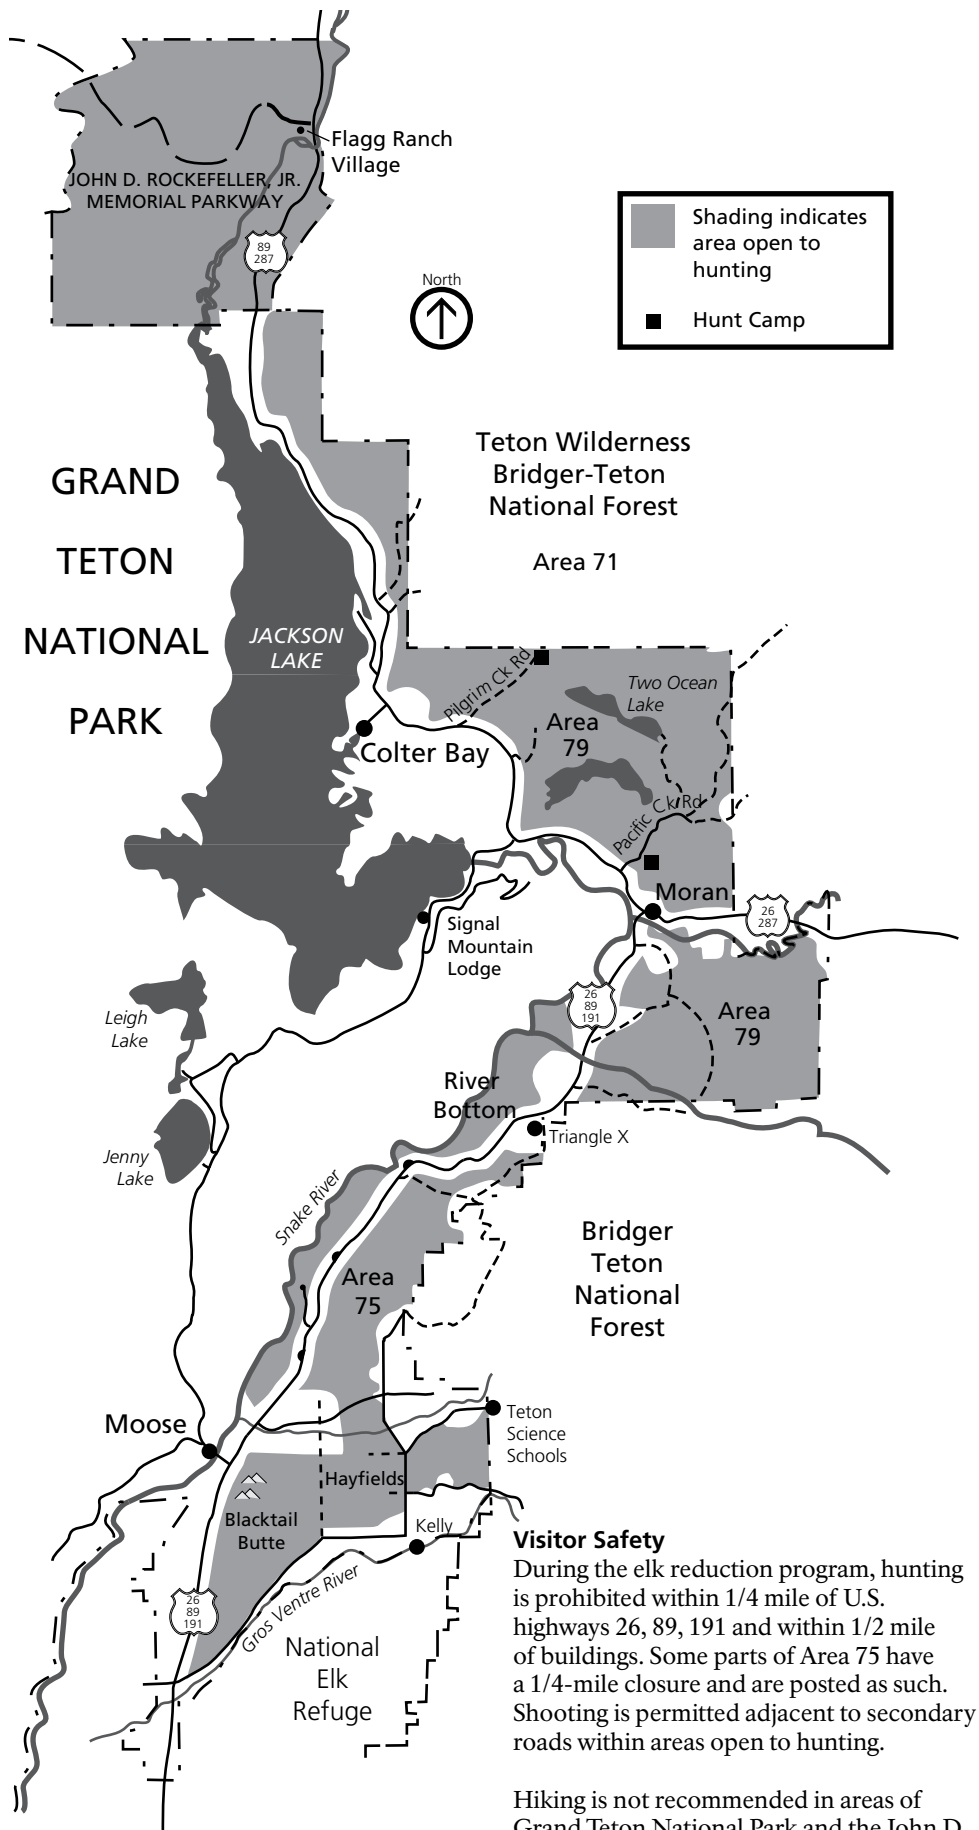 Flagg Ranch
Village
JOHN D. ROCKEFELLER, JR.
MEMORIAL PARKWAY
89
287
Shading indicates
area open to
hunting
Hunt Camp
North
Teton Wilderness
Bridger-Teton
National Forest
Area 71
GRAND
TETON
NATIONAL
PARK
JACKSON
LAKE
Pilgrim Ck Rd
Two Ocean
Lake
Area
79
Colter Bay
Pacific Ck Rd
Moran
26
287
Signal
Mountain
Lodge
26
89
191
Area
79
Leigh
Lake
River
Bottom
Triangle X
Jenny
Lake
Snake River
Bridger
Teton
National
Forest
Area
75
Moose
Teton
Science
Schools
Hayfields
Blacktail
Butte
Kelly
26
89
191
Gros Ventre River
National
Elk
Refuge
Visitor Safety
During the elk reduction program, hunting
is prohibited within 1/4 mile of U.S.
highways 26, 89, 191 and within 1/2 mile
of buildings. Some parts of Area 75 have
a 1/4-mile closure and are posted as such.
Shooting is permitted adjacent to secondary
roads within areas open to hunting.
Hiking is not recommended in areas of
Grand Teton National Park and the John D.